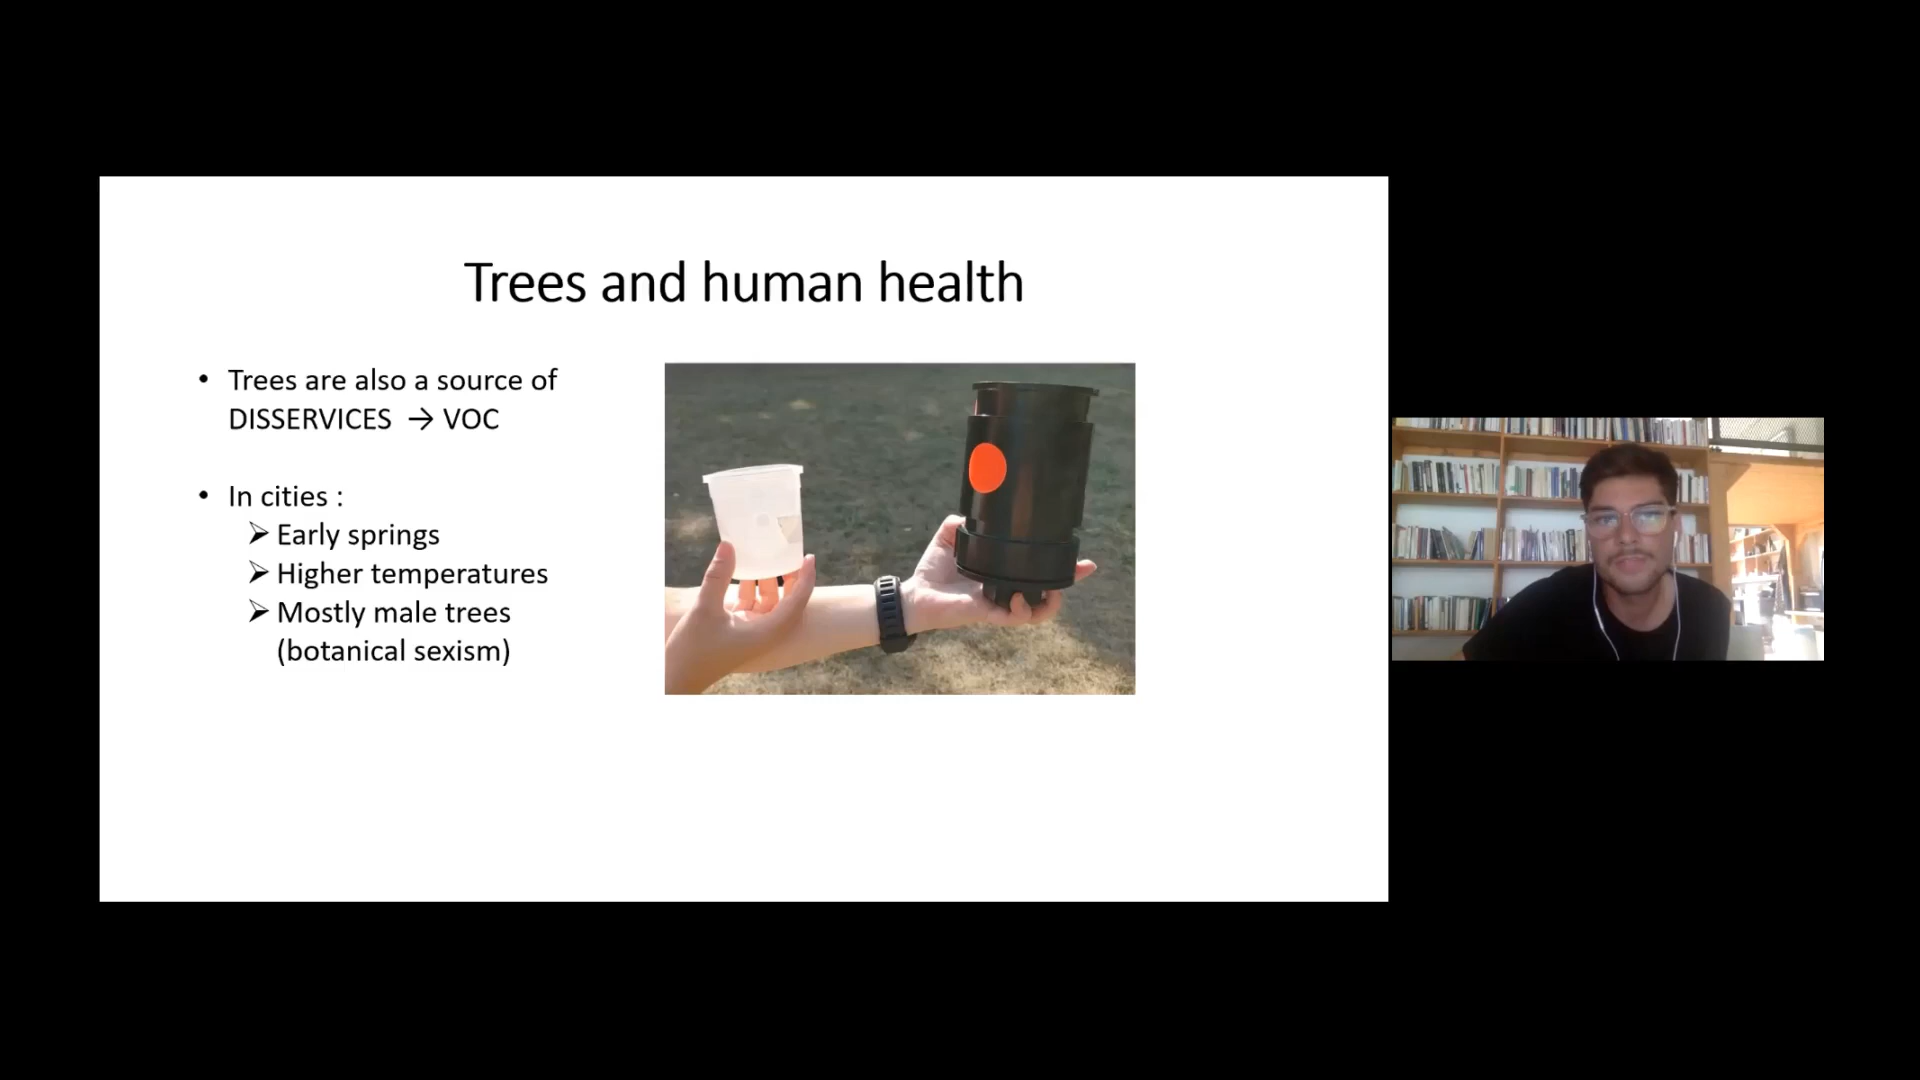 Trees and human health
• Trees are also a source of
DISSERVICES → VOC
• In cities :
➢ Early springs
➢ Higher temperatures
➢ Mostly male trees
(botanical sexism)